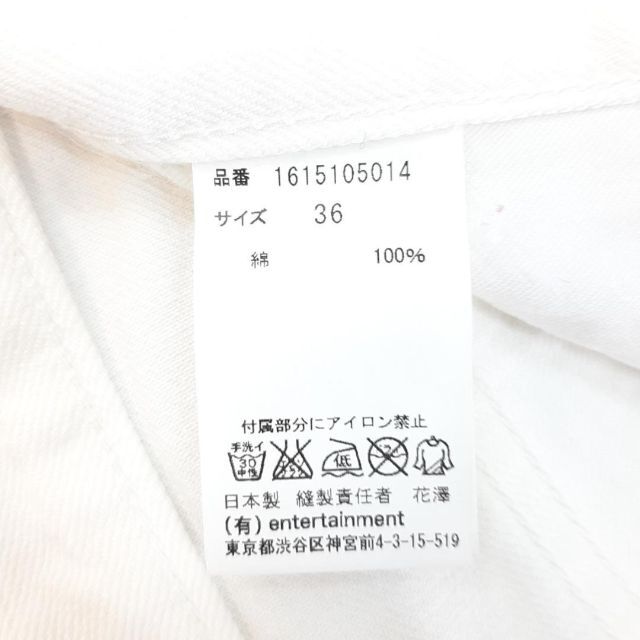 品番 1615105014
サイズ 36
綿 100%
付属部分にアイロン禁止
手洗イ
30
中性
低
日本製 縫製責任者 花澤
(有) entertainment
東京都渋谷区神宮前4-3-15-519